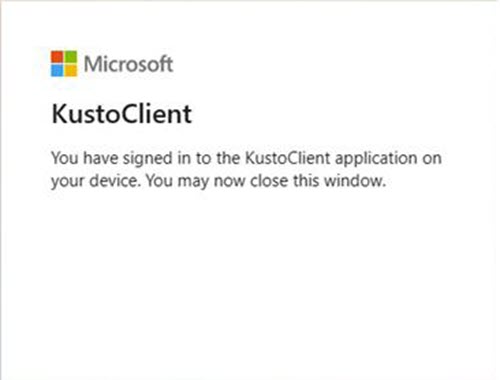 Microsoft
KustoClient
You have signed in to the KustoClient application on
your device. You may now close this window.